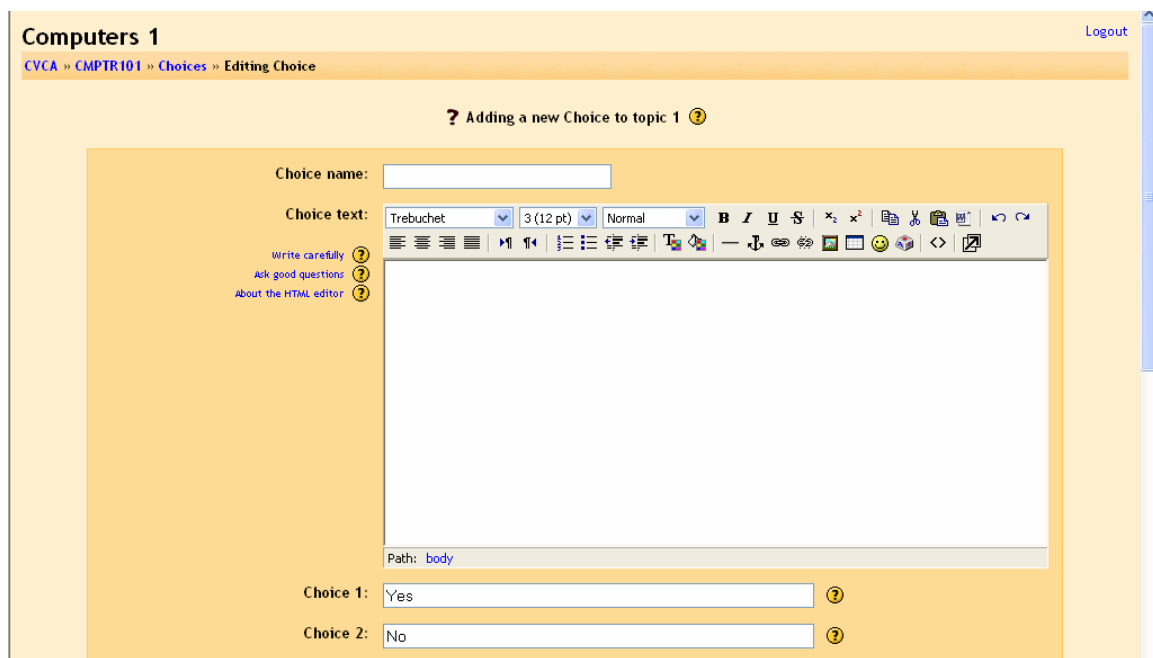 Computers 1
Logout
CVCA » CMPTR101 » Choices » Editing Choice
? Adding a new Choice to topic 1 ?
Choice name:
Choice text:
Trebuchet 3 (12 pt) Normal B I U S ×₂ ×²
Write carefully ?
Ask good questions ?
About the HTML editor ?
Path: body
Choice 1: Yes ?
Choice 2: No ?